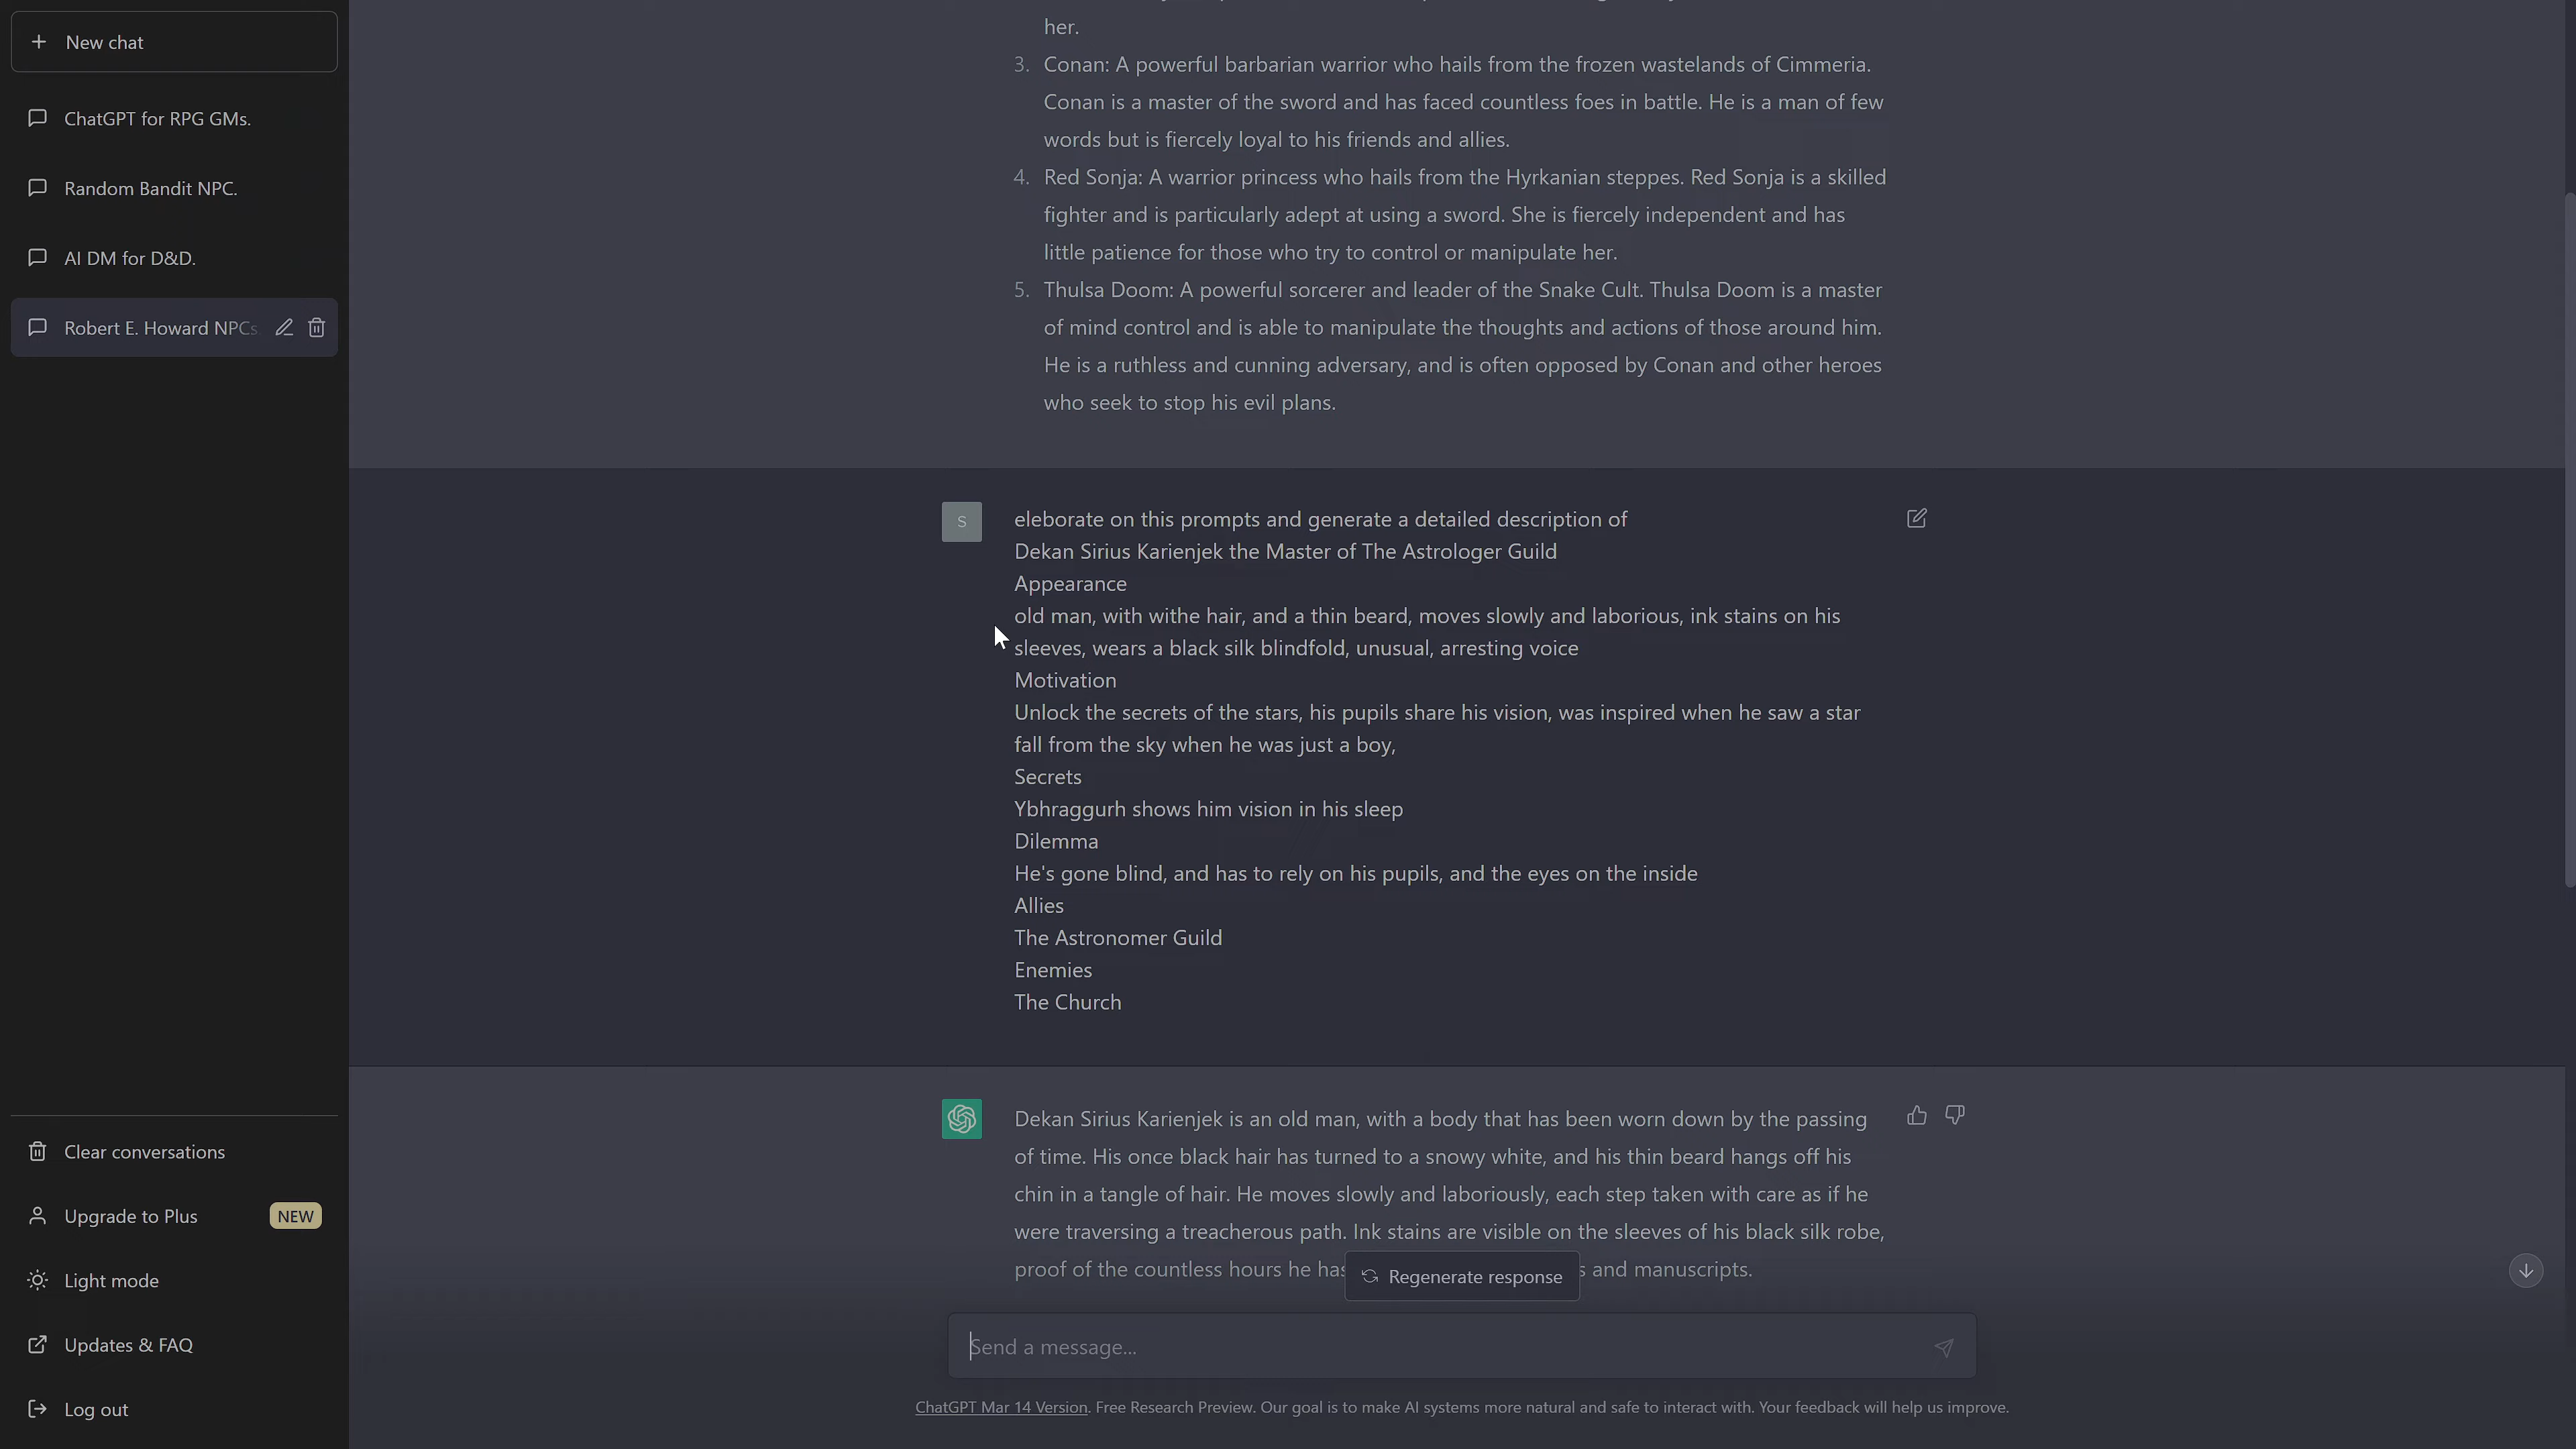 New chat
ChatGPT for RPG GMs.
Random Bandit NPC.
AI DM for D&D.
Robert E. Howard NPCs
Clear conversations
Upgrade to Plus
NEW
Light mode
Updates & FAQ
Log out
her.
3. Conan: A powerful barbarian warrior who hails from the frozen wastelands of Cimmeria.
Conan is a master of the sword and has faced countless foes in battle. He is a man of few
words but is fiercely loyal to his friends and allies.
4. Red Sonja: A warrior princess who hails from the Hyrkanian steppes. Red Sonja is a skilled
fighter and is particularly adept at using a sword. She is fiercely independent and has
little patience for those who try to control or manipulate her.
5. Thulsa Doom: A powerful sorcerer and leader of the Snake Cult. Thulsa Doom is a master
of mind control and is able to manipulate the thoughts and actions of those around him.
He is a ruthless and cunning adversary, and is often opposed by Conan and other heroes
who seek to stop his evil plans.
S
eleborate on this prompts and generate a detailed description of
Dekan Sirius Karienjek the Master of The Astrologer Guild
Appearance
old man, with withe hair, and a thin beard, moves slowly and laborious, ink stains on his
sleeves, wears a black silk blindfold, unusual, arresting voice
Motivation
Unlock the secrets of the stars, his pupils share his vision, was inspired when he saw a star
fall from the sky when he was just a boy,
Secrets
Ybhraggurh shows him vision in his sleep
Dilemma
He's gone blind, and has to rely on his pupils, and the eyes on the inside
Allies
The Astronomer Guild
Enemies
The Church
Dekan Sirius Karienjek is an old man, with a body that has been worn down by the passing
of time. His once black hair has turned to a snowy white, and his thin beard hangs off his
chin in a tangle of hair. He moves slowly and laboriously, each step taken with care as if he
were traversing a treacherous path. Ink stains are visible on the sleeves of his black silk robe,
proof of the countless hours he has and manuscripts.
Regenerate response
Send a message...
ChatGPT Mar 14 Version. Free Research Preview. Our goal is to make AI systems more natural and safe to interact with. Your feedback will help us improve.